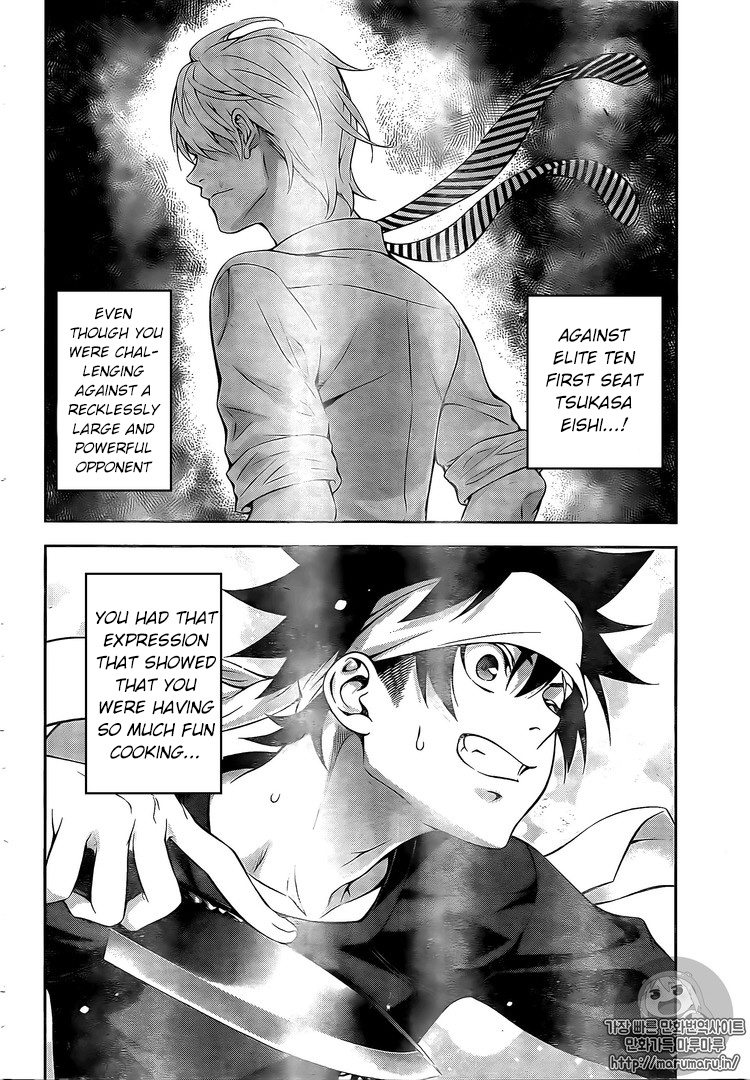 AGAINST
ELITE TEN
FIRST SEAT
TSUKASA
EISHI...!
EVEN
THOUGH YOU
WERE CHAL-
LENGING
AGAINST A
RECKLESSLY
LARGE AND
POWERFUL
OPPONENT
YOU HAD THAT
EXPRESSION
THAT SHOWED
THAT YOU
WERE HAVING
SO MUCH FUN
COOKING...
가장 빠른 만화번역사이트
만화가득 마루마루
http://marumaru.in/